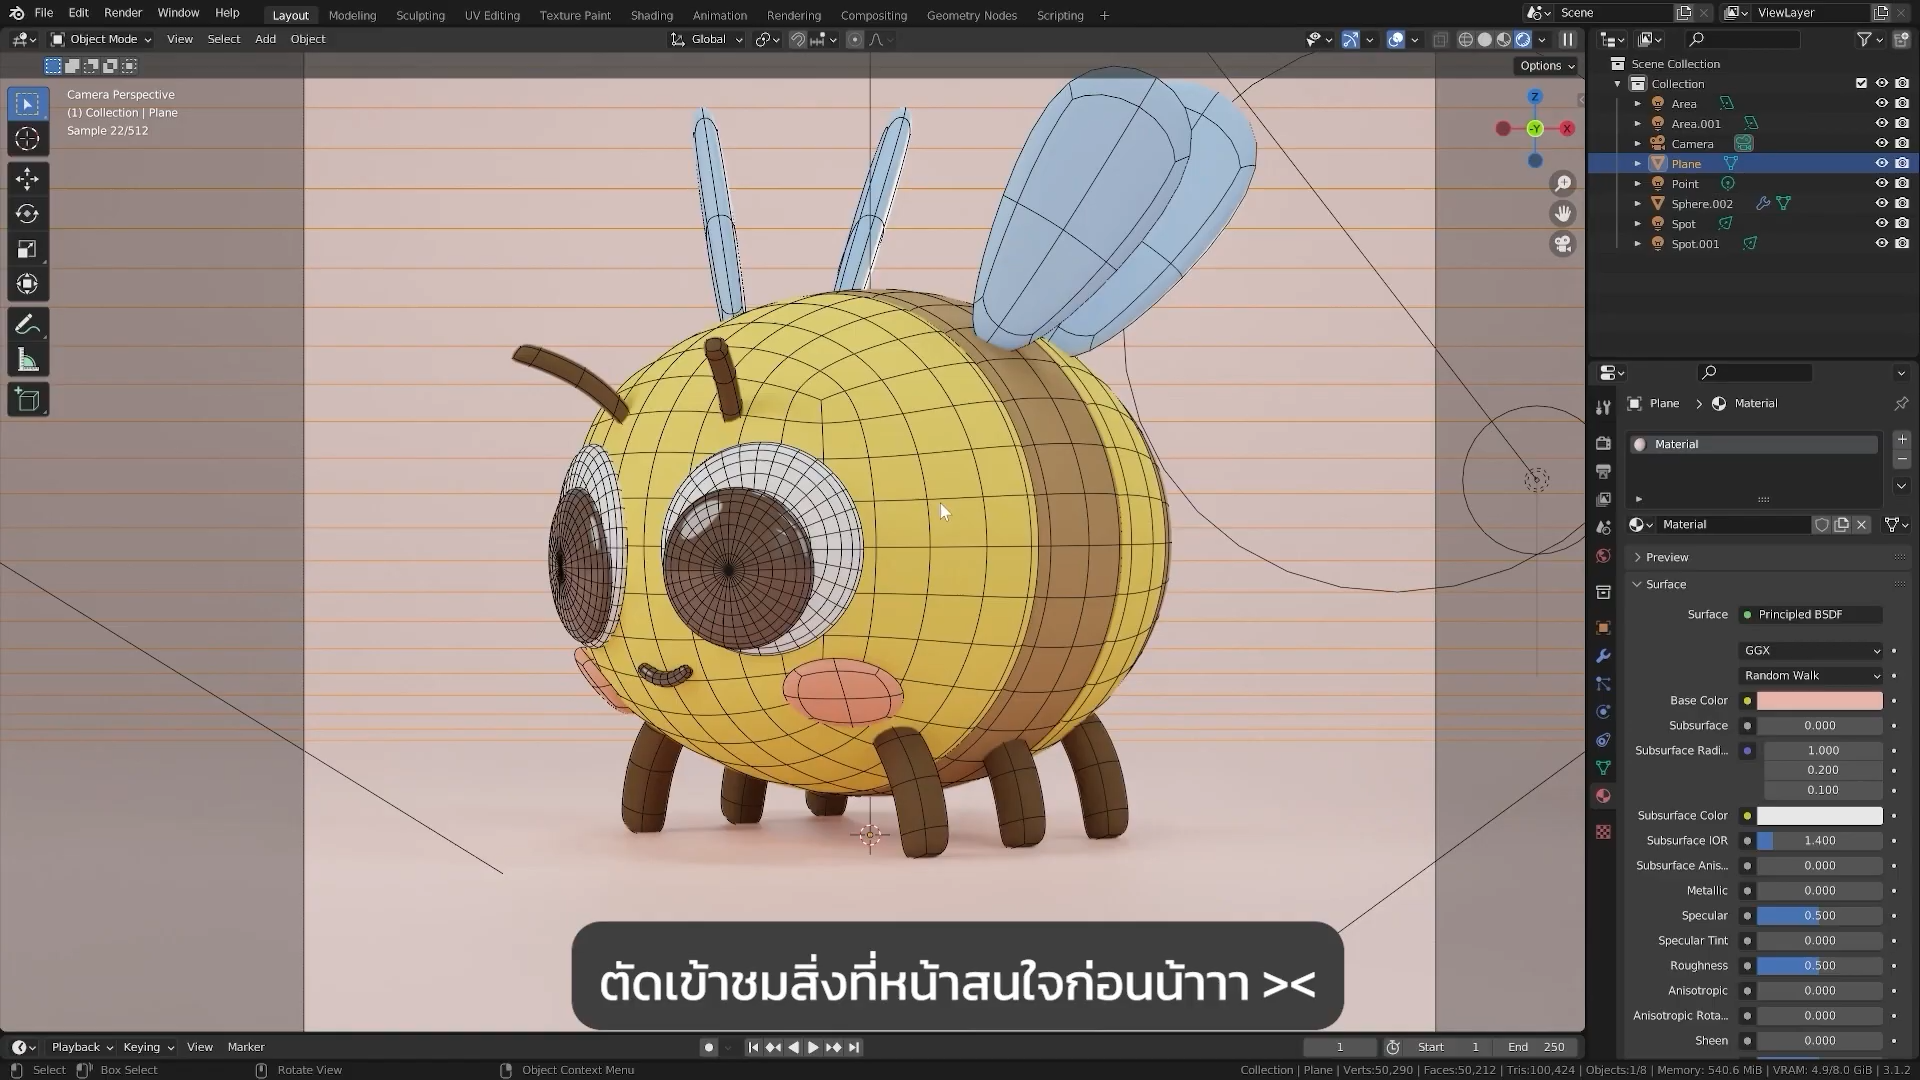 File Edit Render Window Help Layout Modeling Sculpting UV Editing Texture Paint Shading Animation Rendering Compositing Geometry Nodes Scripting + Scene ViewLayer
Object Mode View Select Add Object Global
Options
Camera Perspective
(1) Collection | Plane
Sample 22/512
Z
-Y
X
Scene Collection
Collection
Area
Area.001
Camera
Plane
Point
Sphere.002
Spot
Spot.001
Plane > Material
Material
Material
Preview
Surface
Surface Principled BSDF
GGX
Random Walk
Base Color
Subsurface 0.000
Subsurface Radi... 1.000
0.200
0.100
Subsurface Color
Subsurface IOR 1.400
Subsurface Anis... 0.000
Metallic 0.000
Specular 0.500
Specular Tint 0.000
Roughness 0.500
Anisotropic 0.000
Anisotropic Rota... 0.000
Sheen 0.000
ตัดเข้าชมสิ่งที่หน้าสนใจก่อนน้าาา ><
Playback Keying View Marker 1 Start 1 End 250
Select Box Select Rotate View Object Context Menu Collection | Plane | Verts:50,290 | Faces:50,212 | Tris:100,424 | Objects:1/8 | Memory: 540.6 MiB | VRAM: 4.9/8.0 GiB | 3.1.2